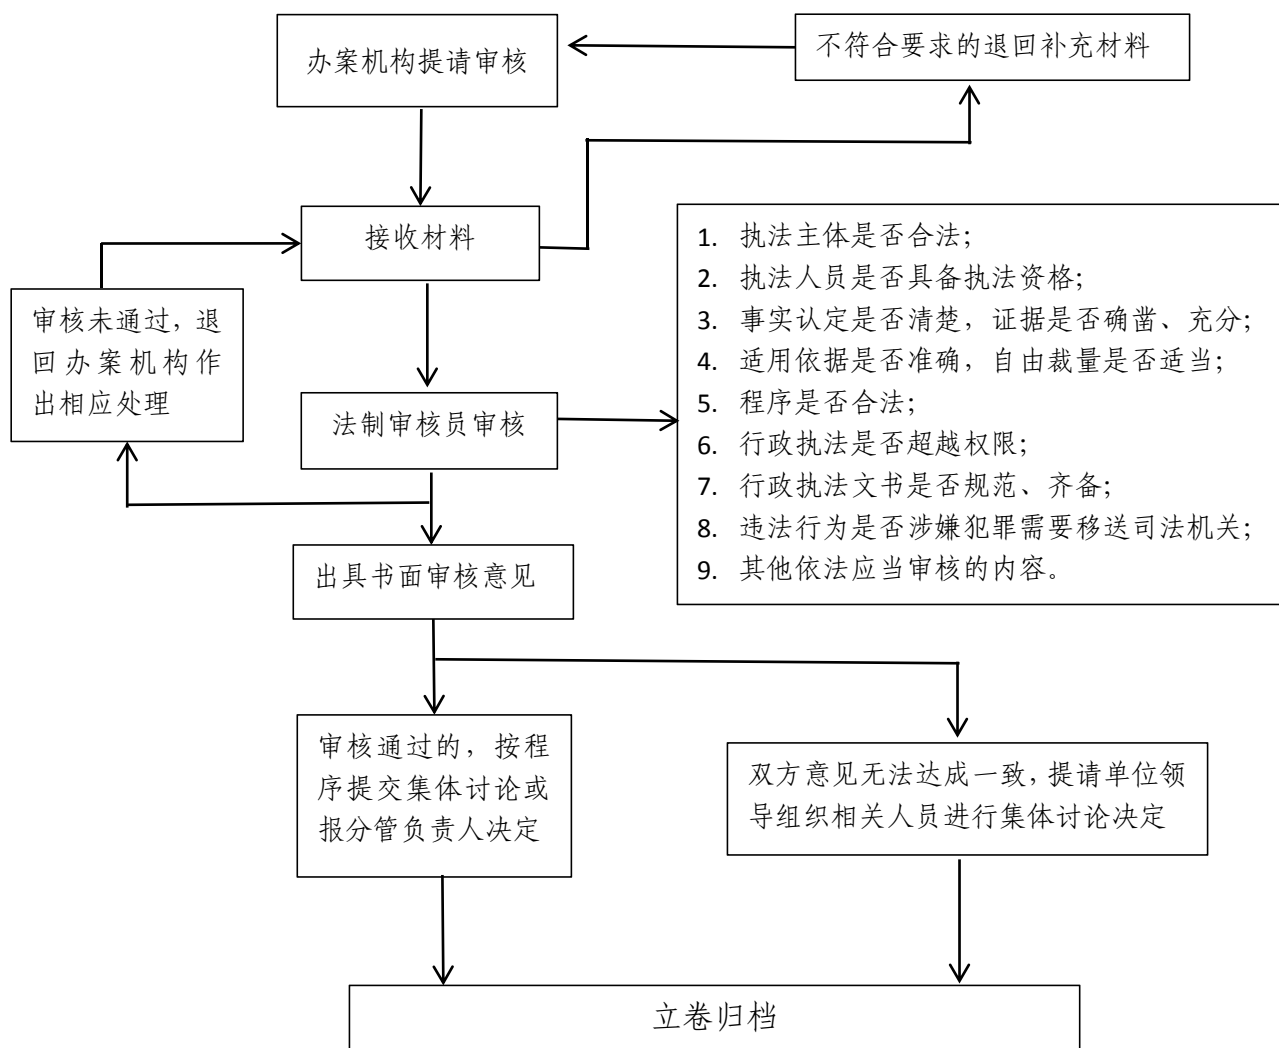 办案机构提请审核
不符合要求的退回补充材料
接收材料
1. 执法主体是否合法；
2. 执法人员是否具备执法资格；
3. 事实认定是否清楚，证据是否确凿、充分；
4. 适用依据是否准确，自由裁量是否适当；
5. 程序是否合法；
6. 行政执法是否超越权限；
7. 行政执法文书是否规范、齐备；
8. 违法行为是否涉嫌犯罪需要移送司法机关；
9. 其他依法应当审核的内容。
审核未通过，退
回办案机构作
出相应处理
法制审核员审核
出具书面审核意见
审核通过的，按程
序提交集体讨论或
报分管负责人决定
双方意见无法达成一致，提请单位领
导组织相关人员进行集体讨论决定
立卷归档